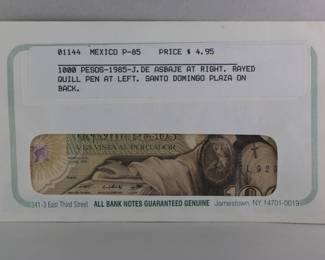 01144 MEXICO P-85 PRICE $ 4.95
1000 PESOS-1985-J.DE ASBAJE AT RIGHT. RAYED
QUILL PEN AT LEFT. SANTO DOMINGO PLAZA ON
BACK.
A LA VISTA AL PORTADOR
341-3 East Third Street ALL BANK NOTES GUARANTEED GENUINE Jamestown, NY 14701-0019